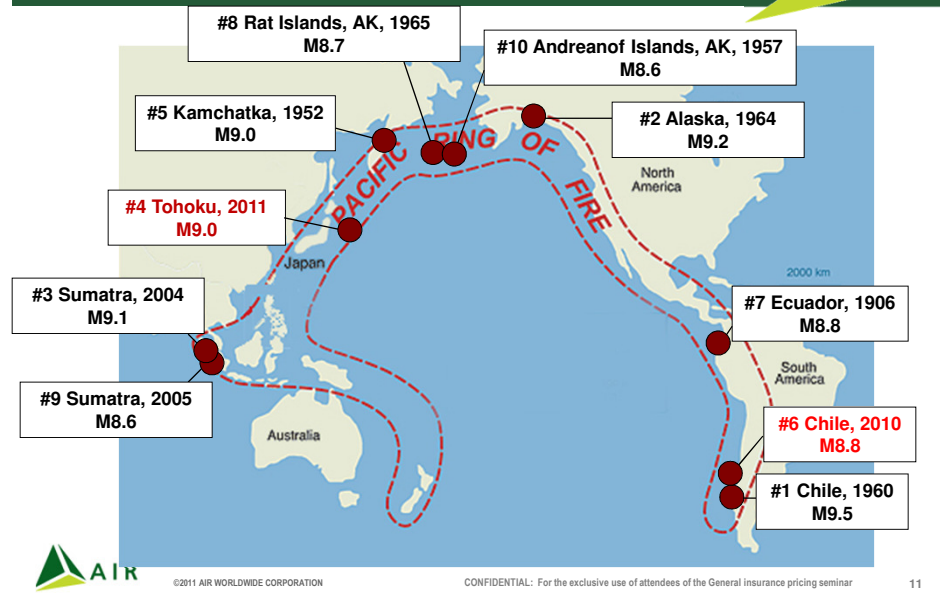 #8 Rat Islands, AK, 1965
M8.7
#10 Andreanof Islands, AK, 1957
M8.6
#5 Kamchatka, 1952
M9.0
#2 Alaska, 1964
M9.2
PACIFIC RING OF FIRE
North
America
#4 Tohoku, 2011
M9.0
Japan
2000 km
#3 Sumatra, 2004
M9.1
#7 Ecuador, 1906
M8.8
South
America
#9 Sumatra, 2005
M8.6
Australia
#6 Chile, 2010
M8.8
#1 Chile, 1960
M9.5
AIR
©2011 AIR WORLDWIDE CORPORATION
CONFIDENTIAL: For the exclusive use of attendees of the General insurance pricing seminar
11